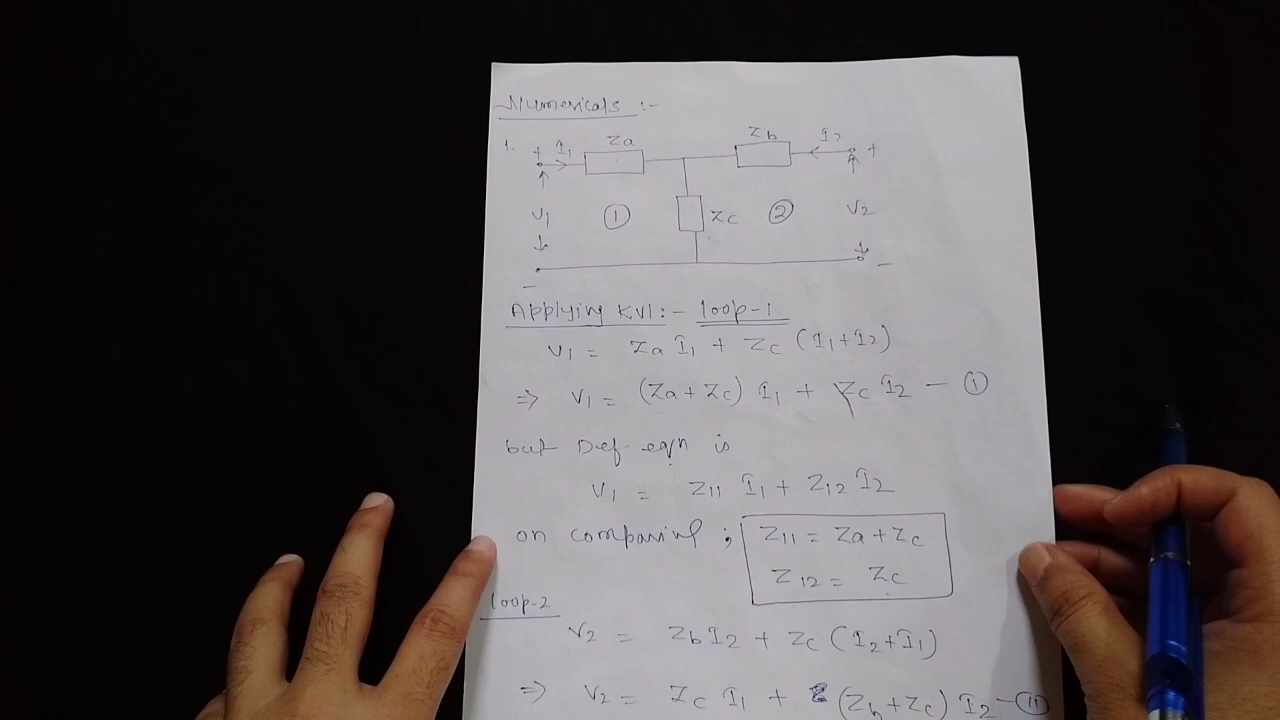 Numericals :-
1. + I1 Za Zb I2 +
V1 ① Zc ② V2
- -
Applying KVl:- loop-1
V1 = Za I1 + Zc (I1+I2)
=> V1 = (Za+Zc) I1 + Zc I2 — ①
but Def eqn is
V1 = Z11 I1 + Z12 I2
on comparing ; Z11 = Za+Zc
Z12 = Zc
loop-2
V2 = Zb I2 + Zc (I2+I1)
=> V2 = Zc I1 + (Zb+Zc) I2 — ⑪